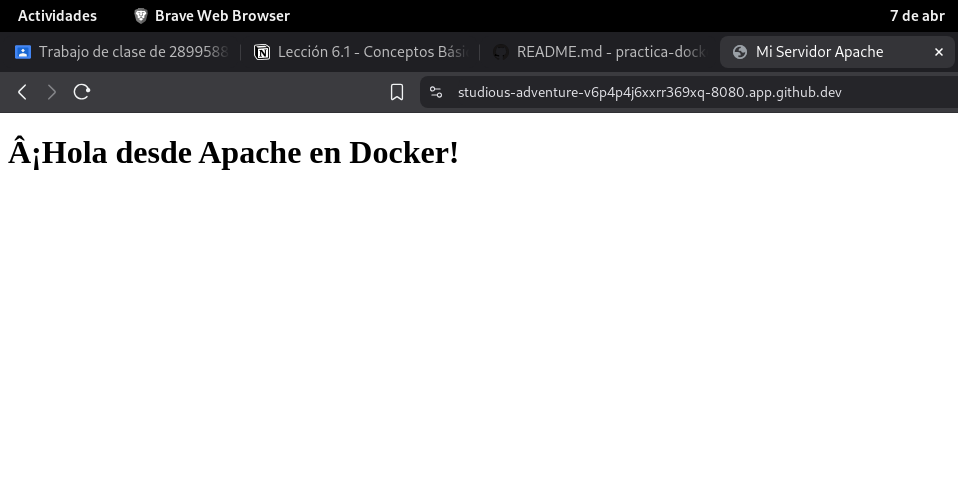 Actividades Brave Web Browser 7 de abr
Trabajo de clase de 2899588 Lección 6.1 - Conceptos Bási README.md - practica-dock Mi Servidor Apache
studious-adventure-v6p4p4j6xxrr369xq-8080.app.github.dev
Â¡Hola desde Apache en Docker!